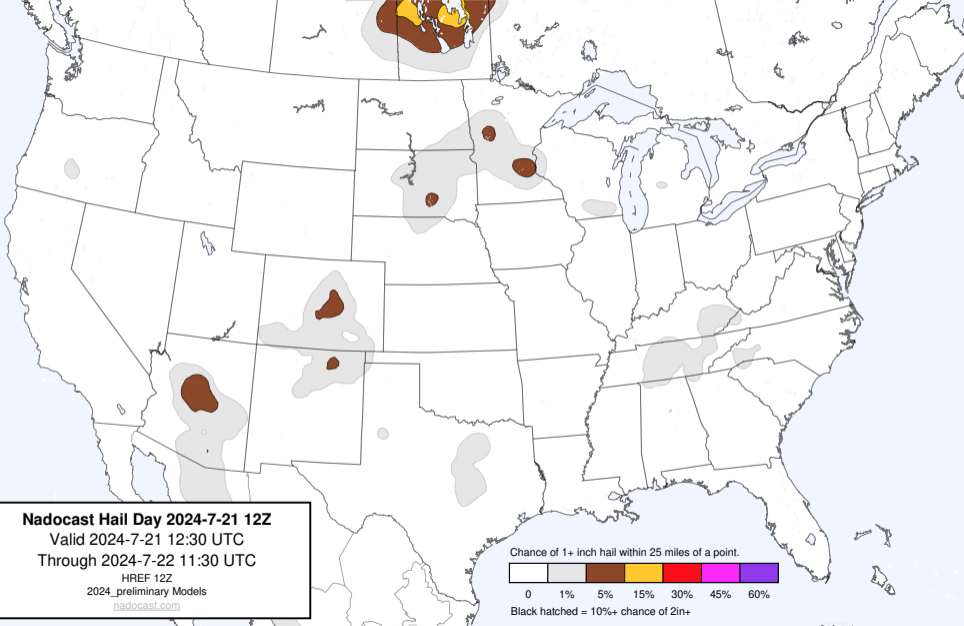 Nadocast Hail Day 2024-7-21 12Z
Valid 2024-7-21 12:30 UTC
Through 2024-7-22 11:30 UTC
HREF 12Z
2024_preliminary Models
nadocast.com
Chance of 1+ inch hail within 25 miles of a point.
0 1% 5% 15% 30% 45% 60%
Black hatched = 10%+ chance of 2in+